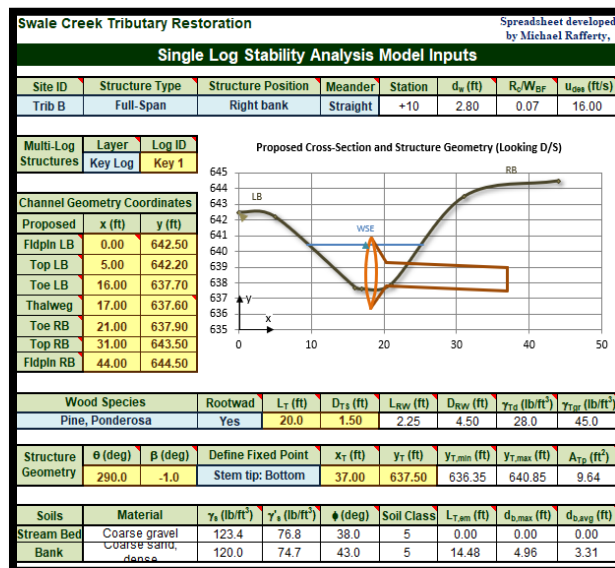 Swale Creek Tributary Restoration
Spreadsheet developed
by Michael Rafferty,
Single Log Stability Analysis Model Inputs
Site ID Structure Type Structure Position Meander Station dw (ft) Rc/WBF udes (ft/s)
Trib B Full-Span Right bank Straight +10 2.80 0.07 16.00
Multi-Log Structures Layer Log ID
Key Log Key 1
Proposed Cross-Section and Structure Geometry (Looking D/S)
645
644
643
642
641
640
639
638
637
636
635
LB
RB
WSE
y
x
0 10 20 30 40 50
Channel Geometry Coordinates
Proposed x (ft) y (ft)
Fldpln LB 0.00 642.50
Top LB 5.00 642.20
Toe LB 16.00 637.70
Thalweg 17.00 637.60
Toe RB 21.00 637.90
Top RB 31.00 643.50
Fldpln RB 44.00 644.50
Wood Species Rootwad LT (ft) DTS (ft) LRW (ft) DRW (ft) γTd (lb/ft³) γTgr (lb/ft³)
Pine, Ponderosa Yes 20.0 1.50 2.25 4.50 28.0 45.0
Structure Geometry θ (deg) β (deg) Define Fixed Point xT (ft) yT (ft) yT,min (ft) yT,max (ft) ATp (ft²)
290.0 -1.0 Stem tip: Bottom 37.00 637.50 636.35 640.85 9.64
Soils Material γs (lb/ft³) γ's (lb/ft³) ϕ (deg) Soil Class LT,em (ft) db,max (ft) db,avg (ft)
Stream Bed Coarse gravel 123.4 76.8 38.0 5 0.00 0.00 0.00
Bank Coarse sand, dense 120.0 74.7 43.0 5 14.48 4.96 3.31